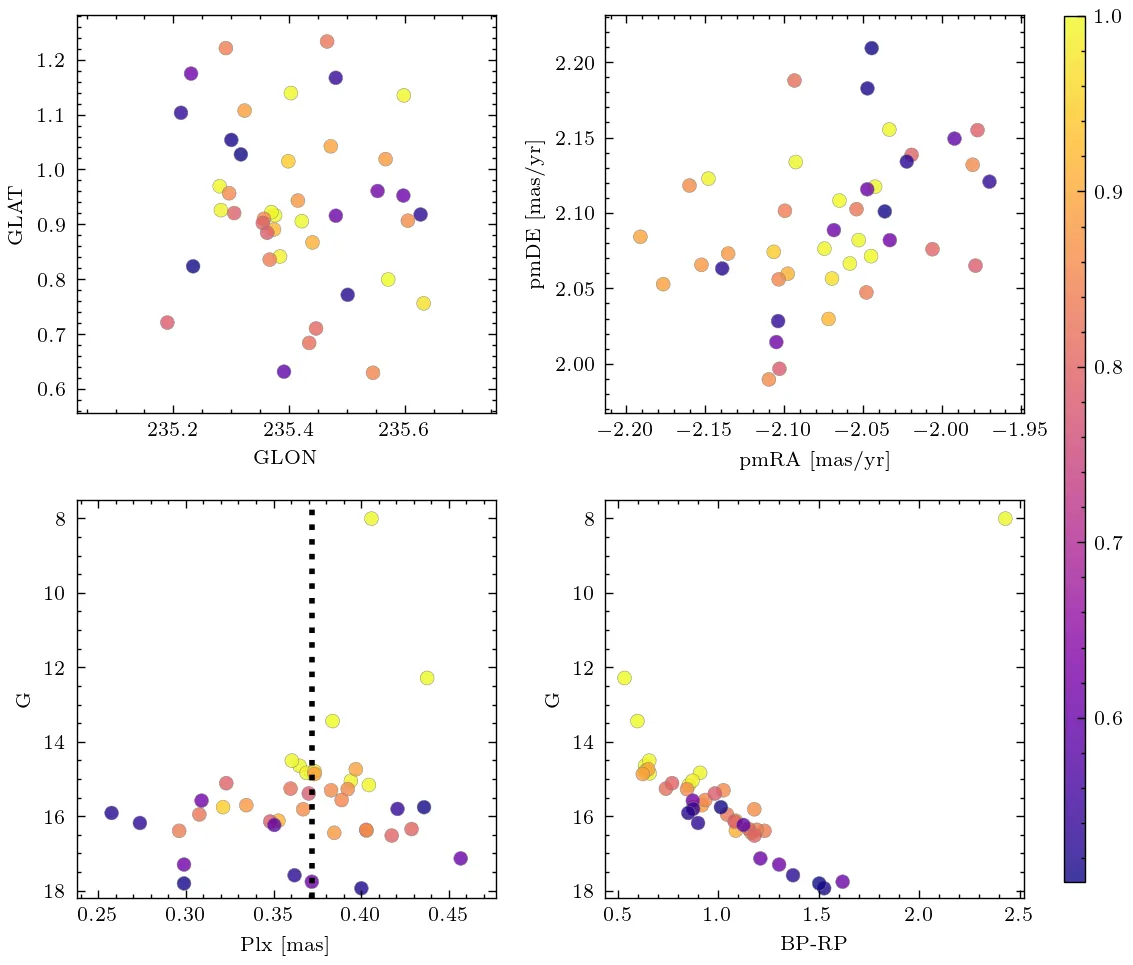 1.2
1.1
1.0
0.9
0.8
0.7
0.6
GLAT
235.2 235.4 235.6
GLON
2.20
2.15
2.10
2.05
2.00
pmDE [mas/yr]
−2.20 −2.15 −2.10 −2.05 −2.00 −1.95
pmRA [mas/yr]
8
10
12
14
16
18
G
0.25 0.30 0.35 0.40 0.45
Plx [mas]
8
10
12
14
16
18
G
0.5 1.0 1.5 2.0 2.5
BP-RP
1.0
0.9
0.8
0.7
0.6